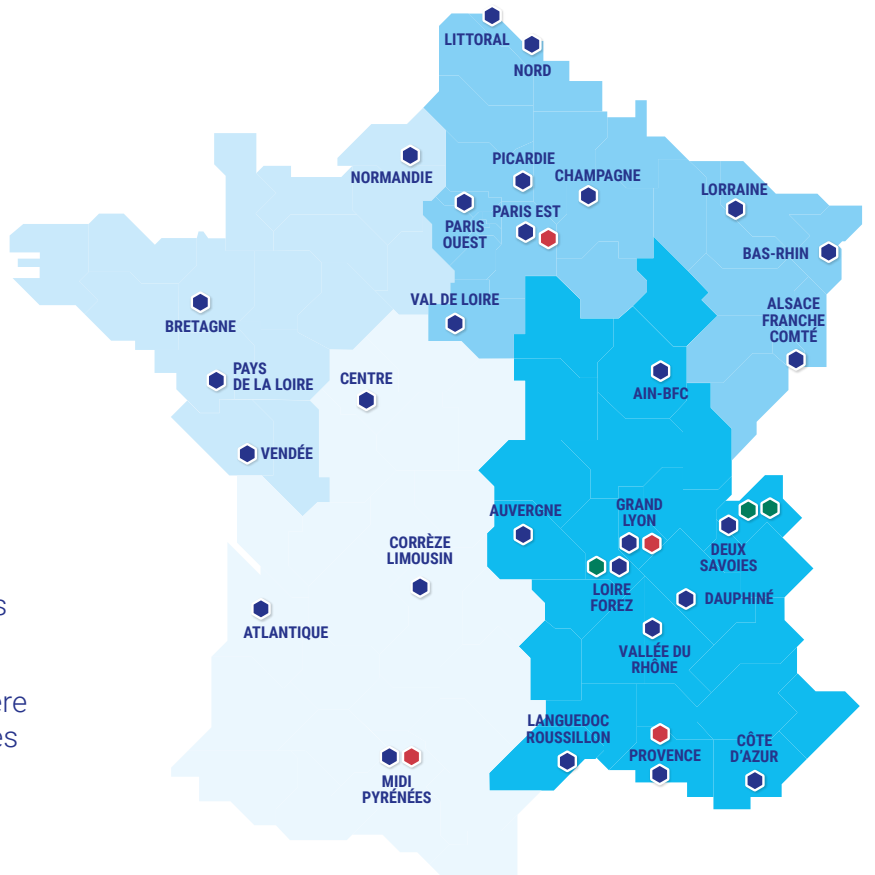 LITTORAL
NORD
NORMANDIE
PICARDIE
CHAMPAGNE
LORRAINE
PARIS
OUEST
PARIS EST
BAS-RHIN
VAL DE LOIRE
ALSACE
FRANCHE
COMTÉ
BRETAGNE
PAYS
DE LA LOIRE
CENTRE
AIN-BFC
VENDÉE
AUVERGNE
GRAND
LYON
CORRÈZE
LIMOUSIN
DEUX
SAVOIES
LOIRE
FOREZ
DAUPHINÉ
ATLANTIQUE
VALLÉE DU
RHÔNE
LANGUEDOC
ROUSSILLON
PROVENCE
CÔTE
D'AZUR
MIDI
PYRÉNÉES